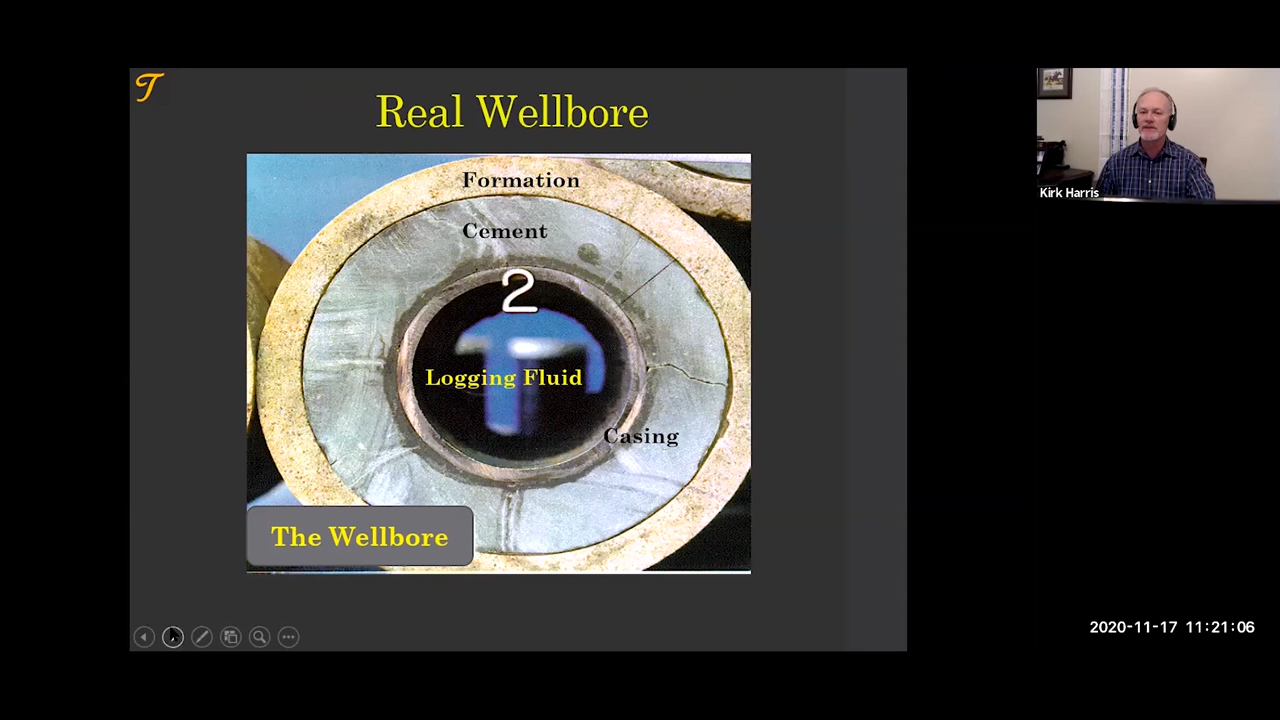 T
Real Wellbore
Formation
Cement
2
Logging Fluid
Casing
The Wellbore
Kirk Harris
2020-11-17 11:21:06